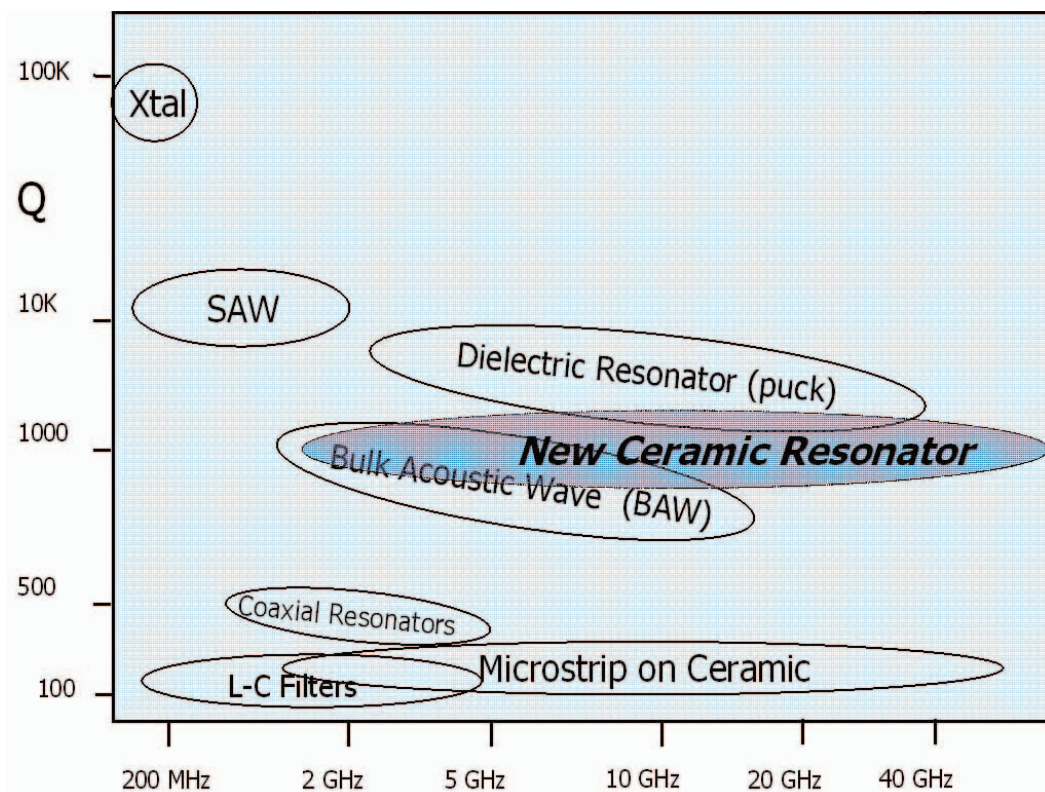 100K
Xtal
Q
10K
SAW
Dielectric Resonator (puck)
1000
New Ceramic Resonator
Bulk Acoustic Wave (BAW)
500
Coaxial Resonators
Microstrip on Ceramic
L-C Filters
100
200 MHz 2 GHz 5 GHz 10 GHz 20 GHz 40 GHz